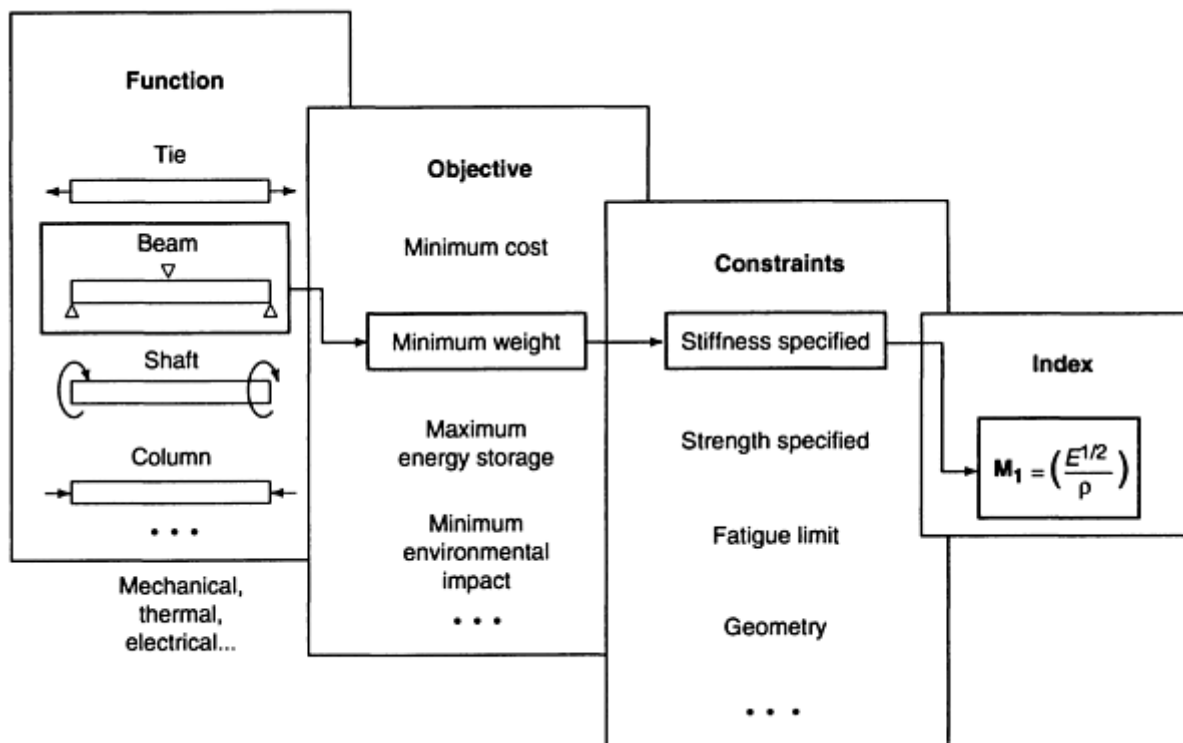 Function
Tie
Beam
Shaft
Column
• • •
Mechanical,
thermal,
electrical...
Objective
Minimum cost
Minimum weight
Maximum
energy storage
Minimum
environmental
impact
• • •
Constraints
Stiffness specified
Strength specified
Fatigue limit
Geometry
• • •
Index
M₁ = (E^{1/2}/ρ)